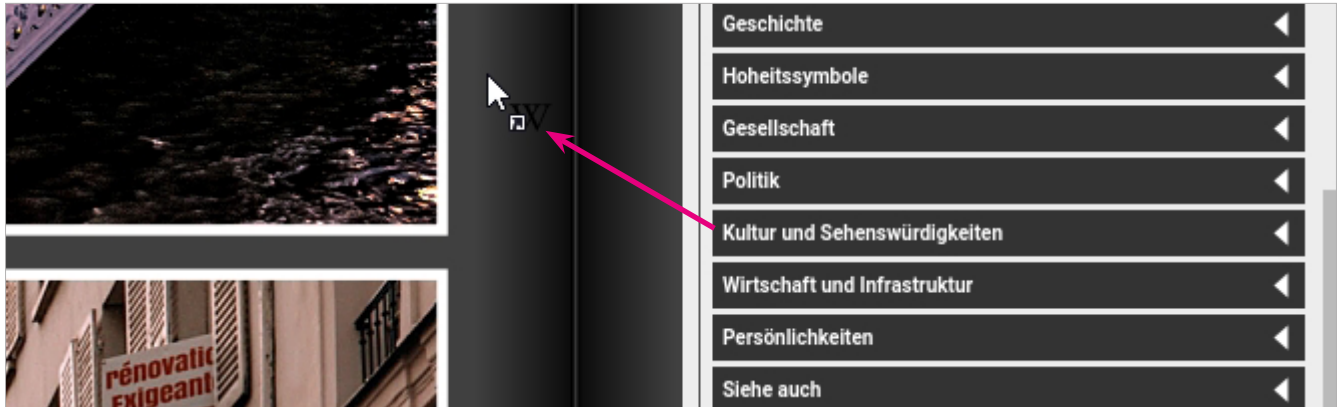 Geschichte
Hoheitssymbole
Gesellschaft
W
Politik
Kultur und Sehenswürdigkeiten
Wirtschaft und Infrastruktur
Persönlichkeiten
Siehe auch
rénovatio
Exigeant